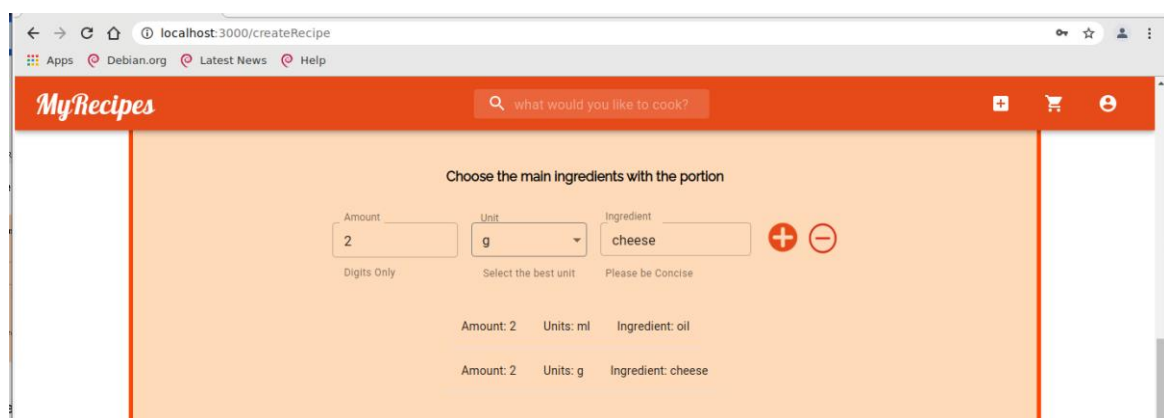 localhost:3000/createRecipe
Apps Debian.org Latest News Help
MyRecipes what would you like to cook?
Choose the main ingredients with the portion
Amount Unit Ingredient
2 g cheese
Digits Only Select the best unit Please be Concise
Amount: 2 Units: ml Ingredient: oil
Amount: 2 Units: g Ingredient: cheese